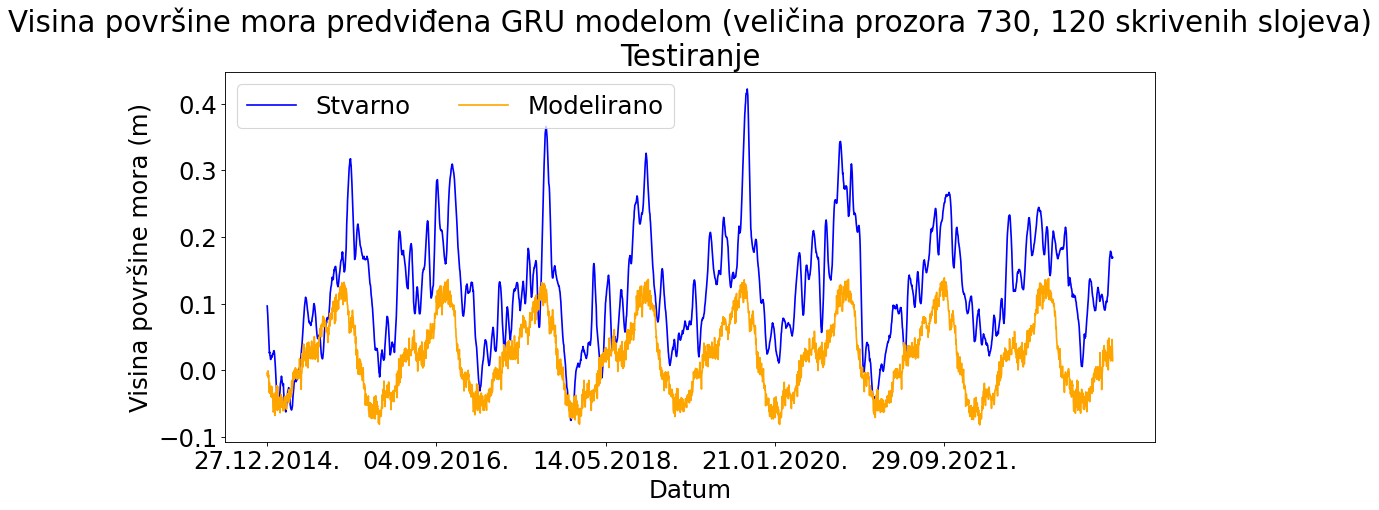 Visina površine mora predviđena GRU modelom (veličina prozora 730, 120 skrivenih slojeva)
Testiranje
Stvarno
Modelirano
Visina površine mora (m)
0.4
0.3
0.2
0.1
0.0
−0.1
27.12.2014.
04.09.2016.
14.05.2018.
21.01.2020.
29.09.2021.
Datum